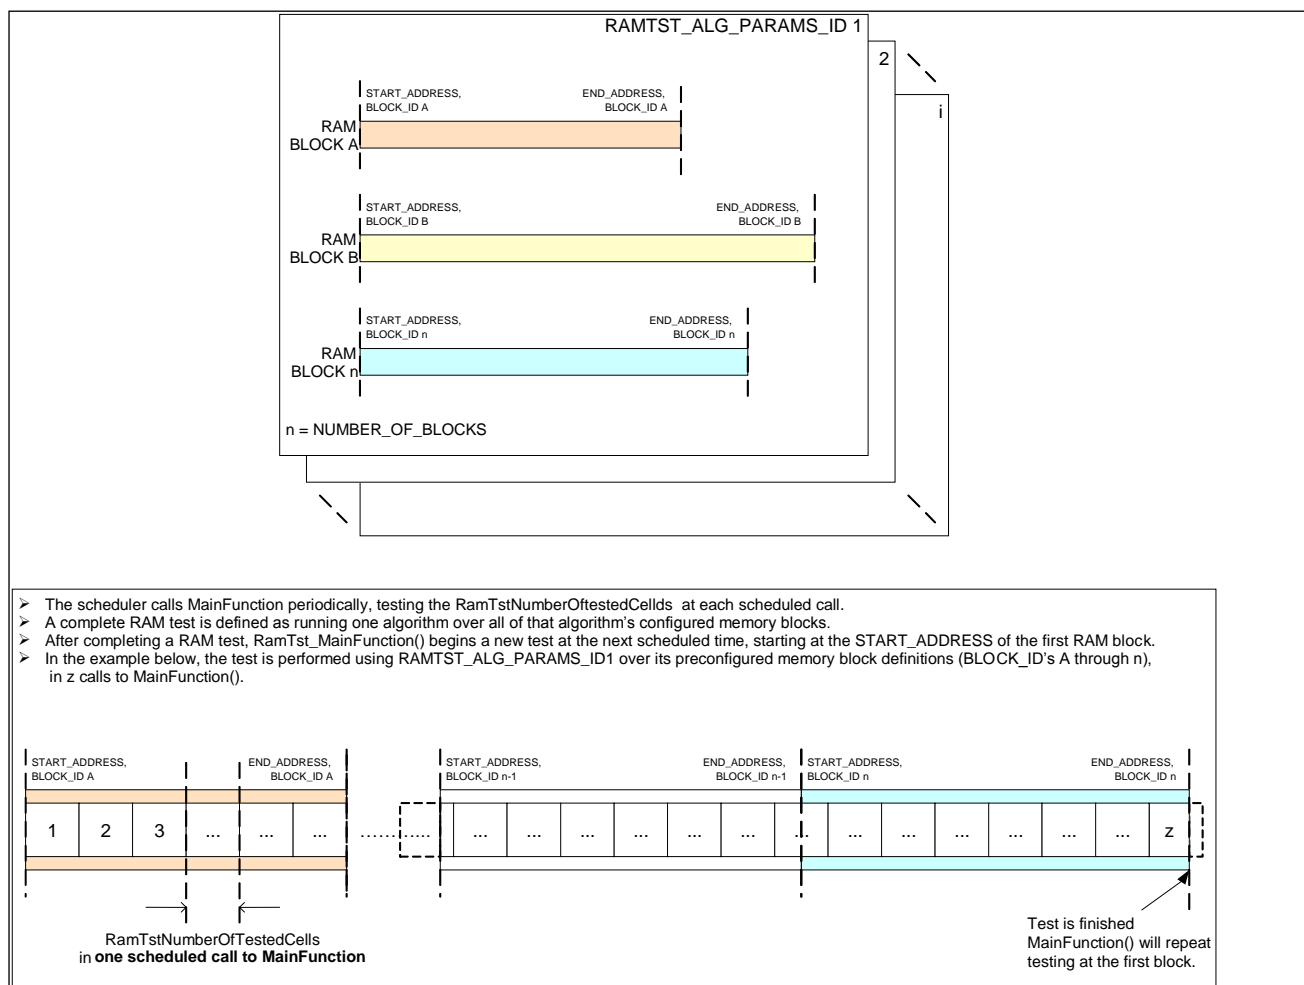 RAMTST_ALG_PARAMS_ID 1
2
i
START_ADDRESS,
BLOCK_ID A
END_ADDRESS,
BLOCK_ID A
RAM
BLOCK A
START_ADDRESS,
BLOCK_ID B
END_ADDRESS,
BLOCK_ID B
RAM
BLOCK B
START_ADDRESS,
BLOCK_ID n
END_ADDRESS,
BLOCK_ID n
RAM
BLOCK n
n = NUMBER_OF_BLOCKS
➢ The scheduler calls MainFunction periodically, testing the RamTstNumberOftestedCellds at each scheduled call.
➢ A complete RAM test is defined as running one algorithm over all of that algorithm's configured memory blocks.
➢ After completing a RAM test, RamTst_MainFunction() begins a new test at the next scheduled time, starting at the START_ADDRESS of the first RAM block.
➢ In the example below, the test is performed using RAMTST_ALG_PARAMS_ID1 over its preconfigured memory block definitions (BLOCK_ID's A through n),
in z calls to MainFunction().
START_ADDRESS,
BLOCK_ID A
END_ADDRESS,
BLOCK_ID A
START_ADDRESS,
BLOCK_ID n-1
END_ADDRESS,
BLOCK_ID n-1
START_ADDRESS,
BLOCK_ID n
END_ADDRESS,
BLOCK_ID n
1 2 3 ... ... ... ............ ... ... ... ... ... ... ... ... ... ... ... ... ... z
RamTstNumberOfTestedCells
in one scheduled call to MainFunction
Test is finished
MainFunction() will repeat
testing at the first block.